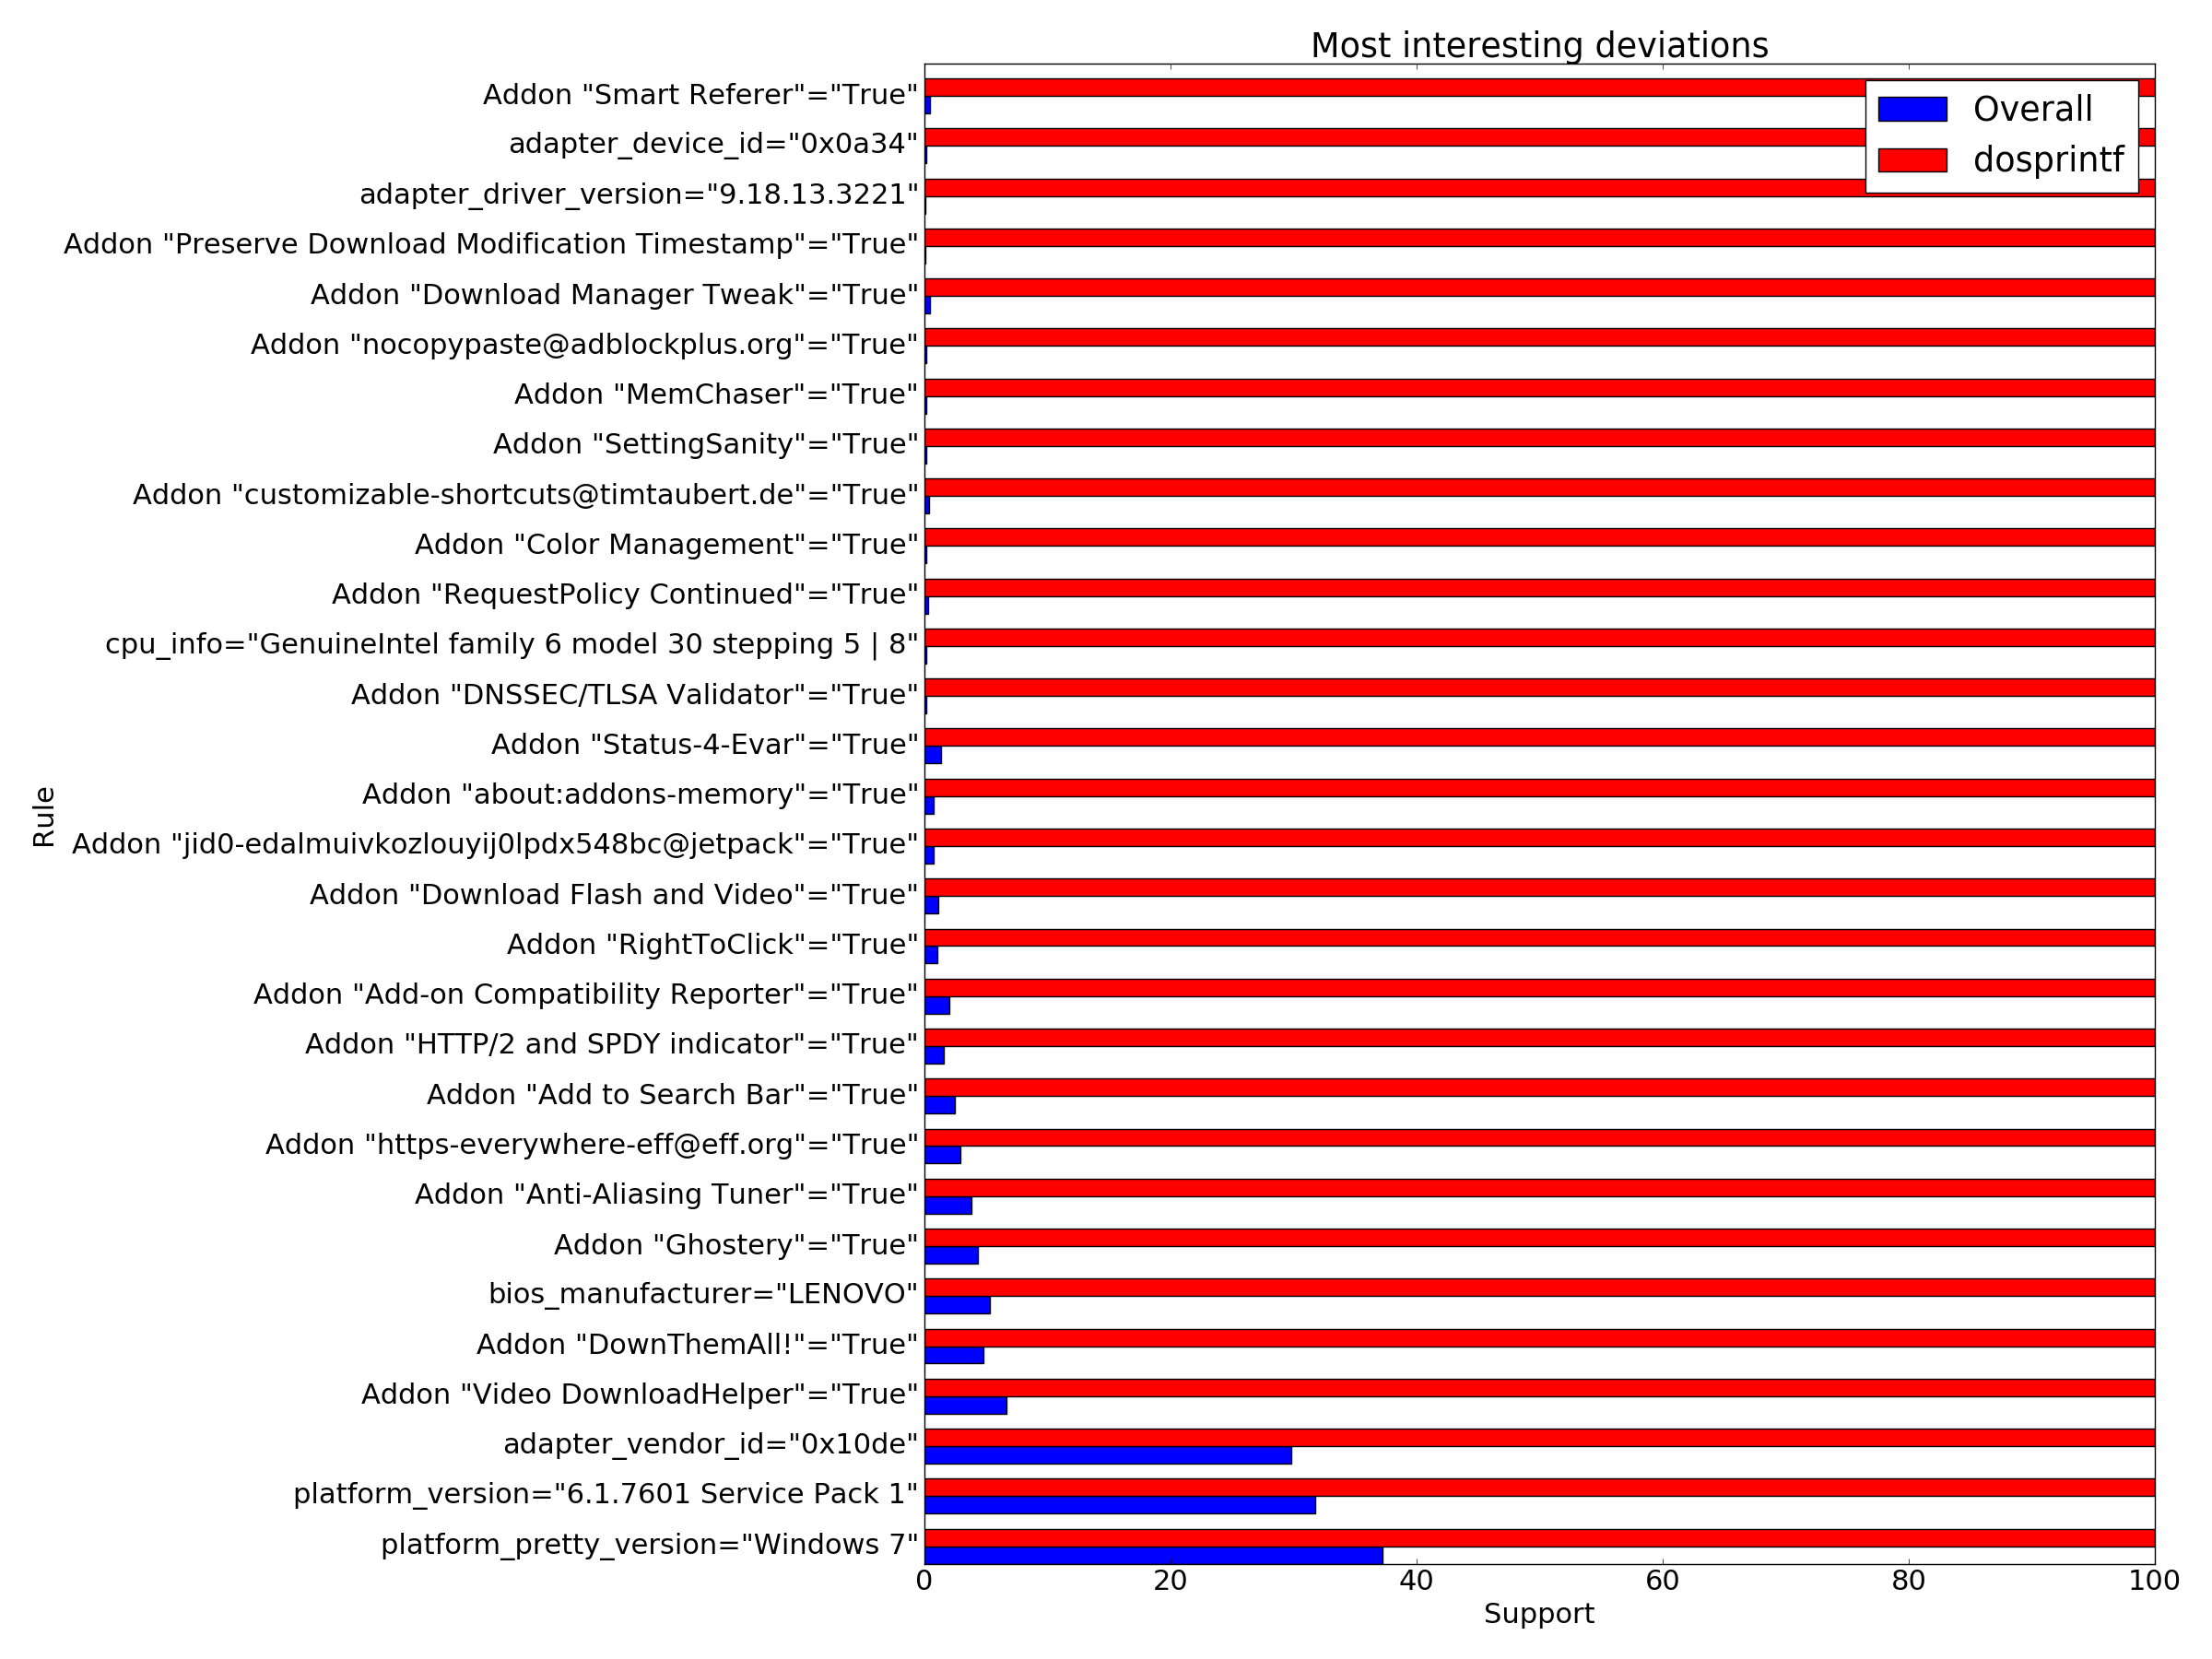 Most interesting deviations
Overall
dosprintf
Rule
Addon "Smart Referer"="True"
adapter_device_id="0x0a34"
adapter_driver_version="9.18.13.3221"
Addon "Preserve Download Modification Timestamp"="True"
Addon "Download Manager Tweak"="True"
Addon "nocopypaste@adblockplus.org"="True"
Addon "MemChaser"="True"
Addon "SettingSanity"="True"
Addon "customizable-shortcuts@timtaubert.de"="True"
Addon "Color Management"="True"
Addon "RequestPolicy Continued"="True"
cpu_info="GenuineIntel family 6 model 30 stepping 5 | 8"
Addon "DNSSEC/TLSA Validator"="True"
Addon "Status-4-Evar"="True"
Addon "about:addons-memory"="True"
Addon "jid0-edalmuivkozlouyij0lpdx548bc@jetpack"="True"
Addon "Download Flash and Video"="True"
Addon "RightToClick"="True"
Addon "Add-on Compatibility Reporter"="True"
Addon "HTTP/2 and SPDY indicator"="True"
Addon "Add to Search Bar"="True"
Addon "https-everywhere-eff@eff.org"="True"
Addon "Anti-Aliasing Tuner"="True"
Addon "Ghostery"="True"
bios_manufacturer="LENOVO"
Addon "DownThemAll!"="True"
Addon "Video DownloadHelper"="True"
adapter_vendor_id="0x10de"
platform_version="6.1.7601 Service Pack 1"
platform_pretty_version="Windows 7"
0 20 40 60 80 100
Support